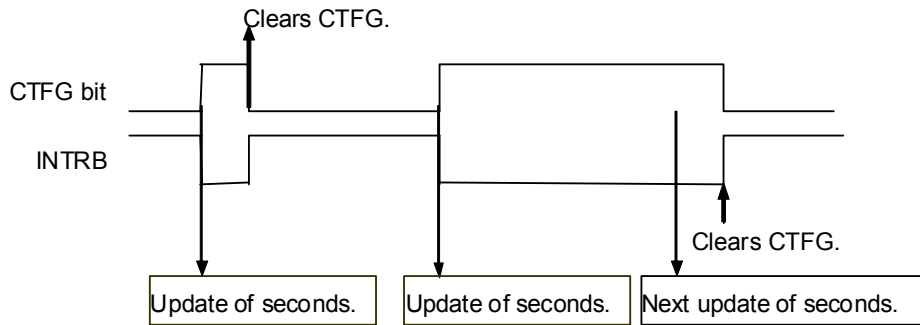 Clears CTFG.
CTFG bit
INTRB
Clears CTFG.
Update of seconds.
Update of seconds.
Next update of seconds.